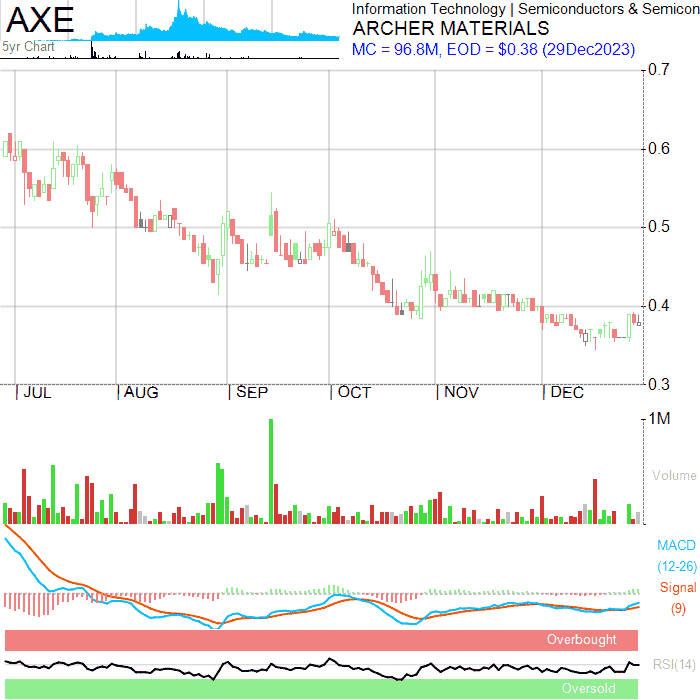 AXE
5yr Chart
Information Technology | Semiconductors & Semicon
ARCHER MATERIALS
MC = 96.8M, EOD = $0.38 (29Dec2023)
0.7
0.6
0.5
0.4
0.3
JUL AUG SEP OCT NOV DEC
1M
Volume
MACD
(12-26)
Signal
(9)
Overbought
RSI(14)
Oversold